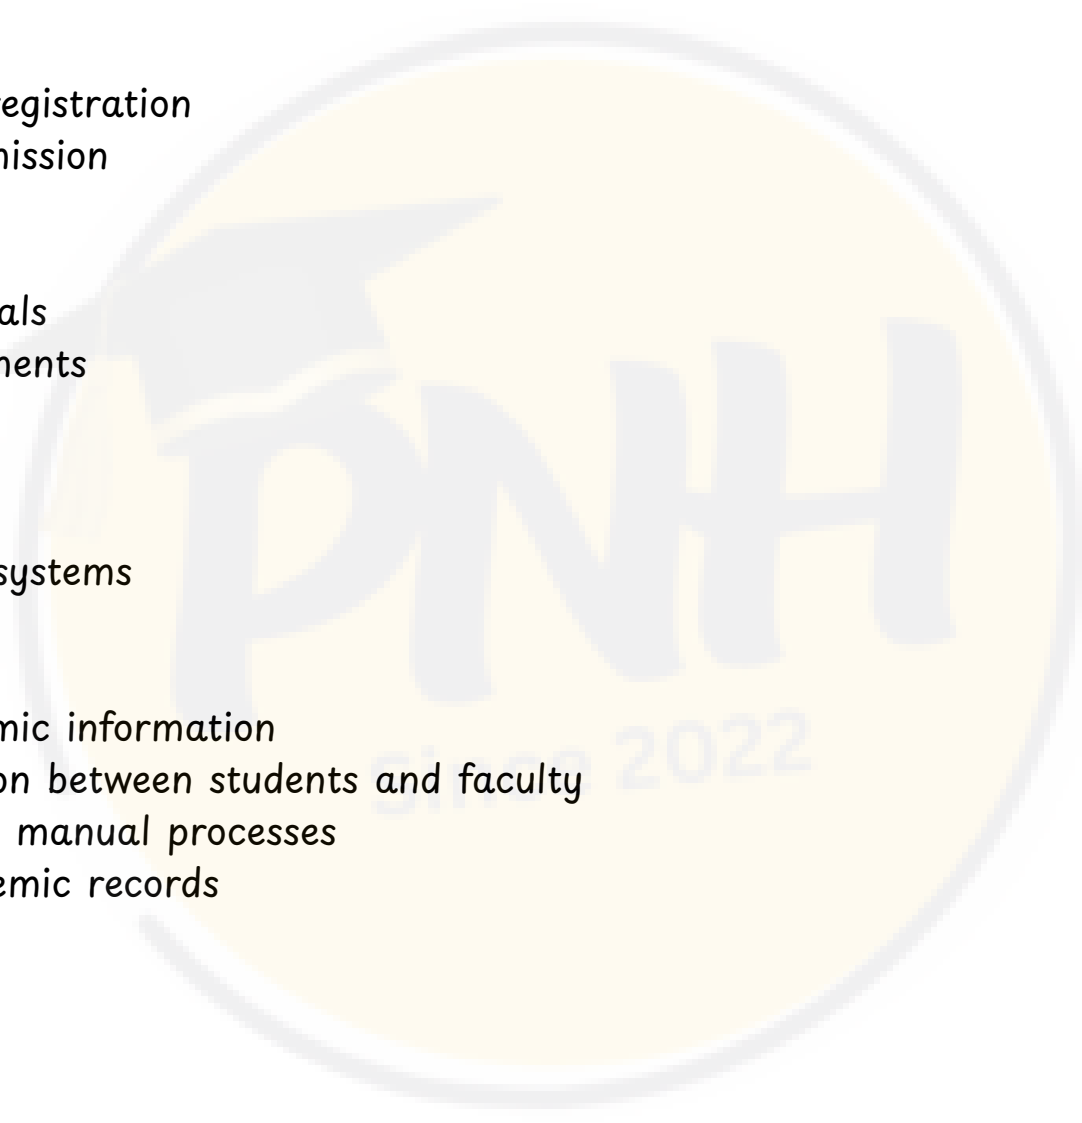 egistration
nission
als
nents
systems
mic information
on between students and faculty
manual processes
emic records
PNH
Since 2022